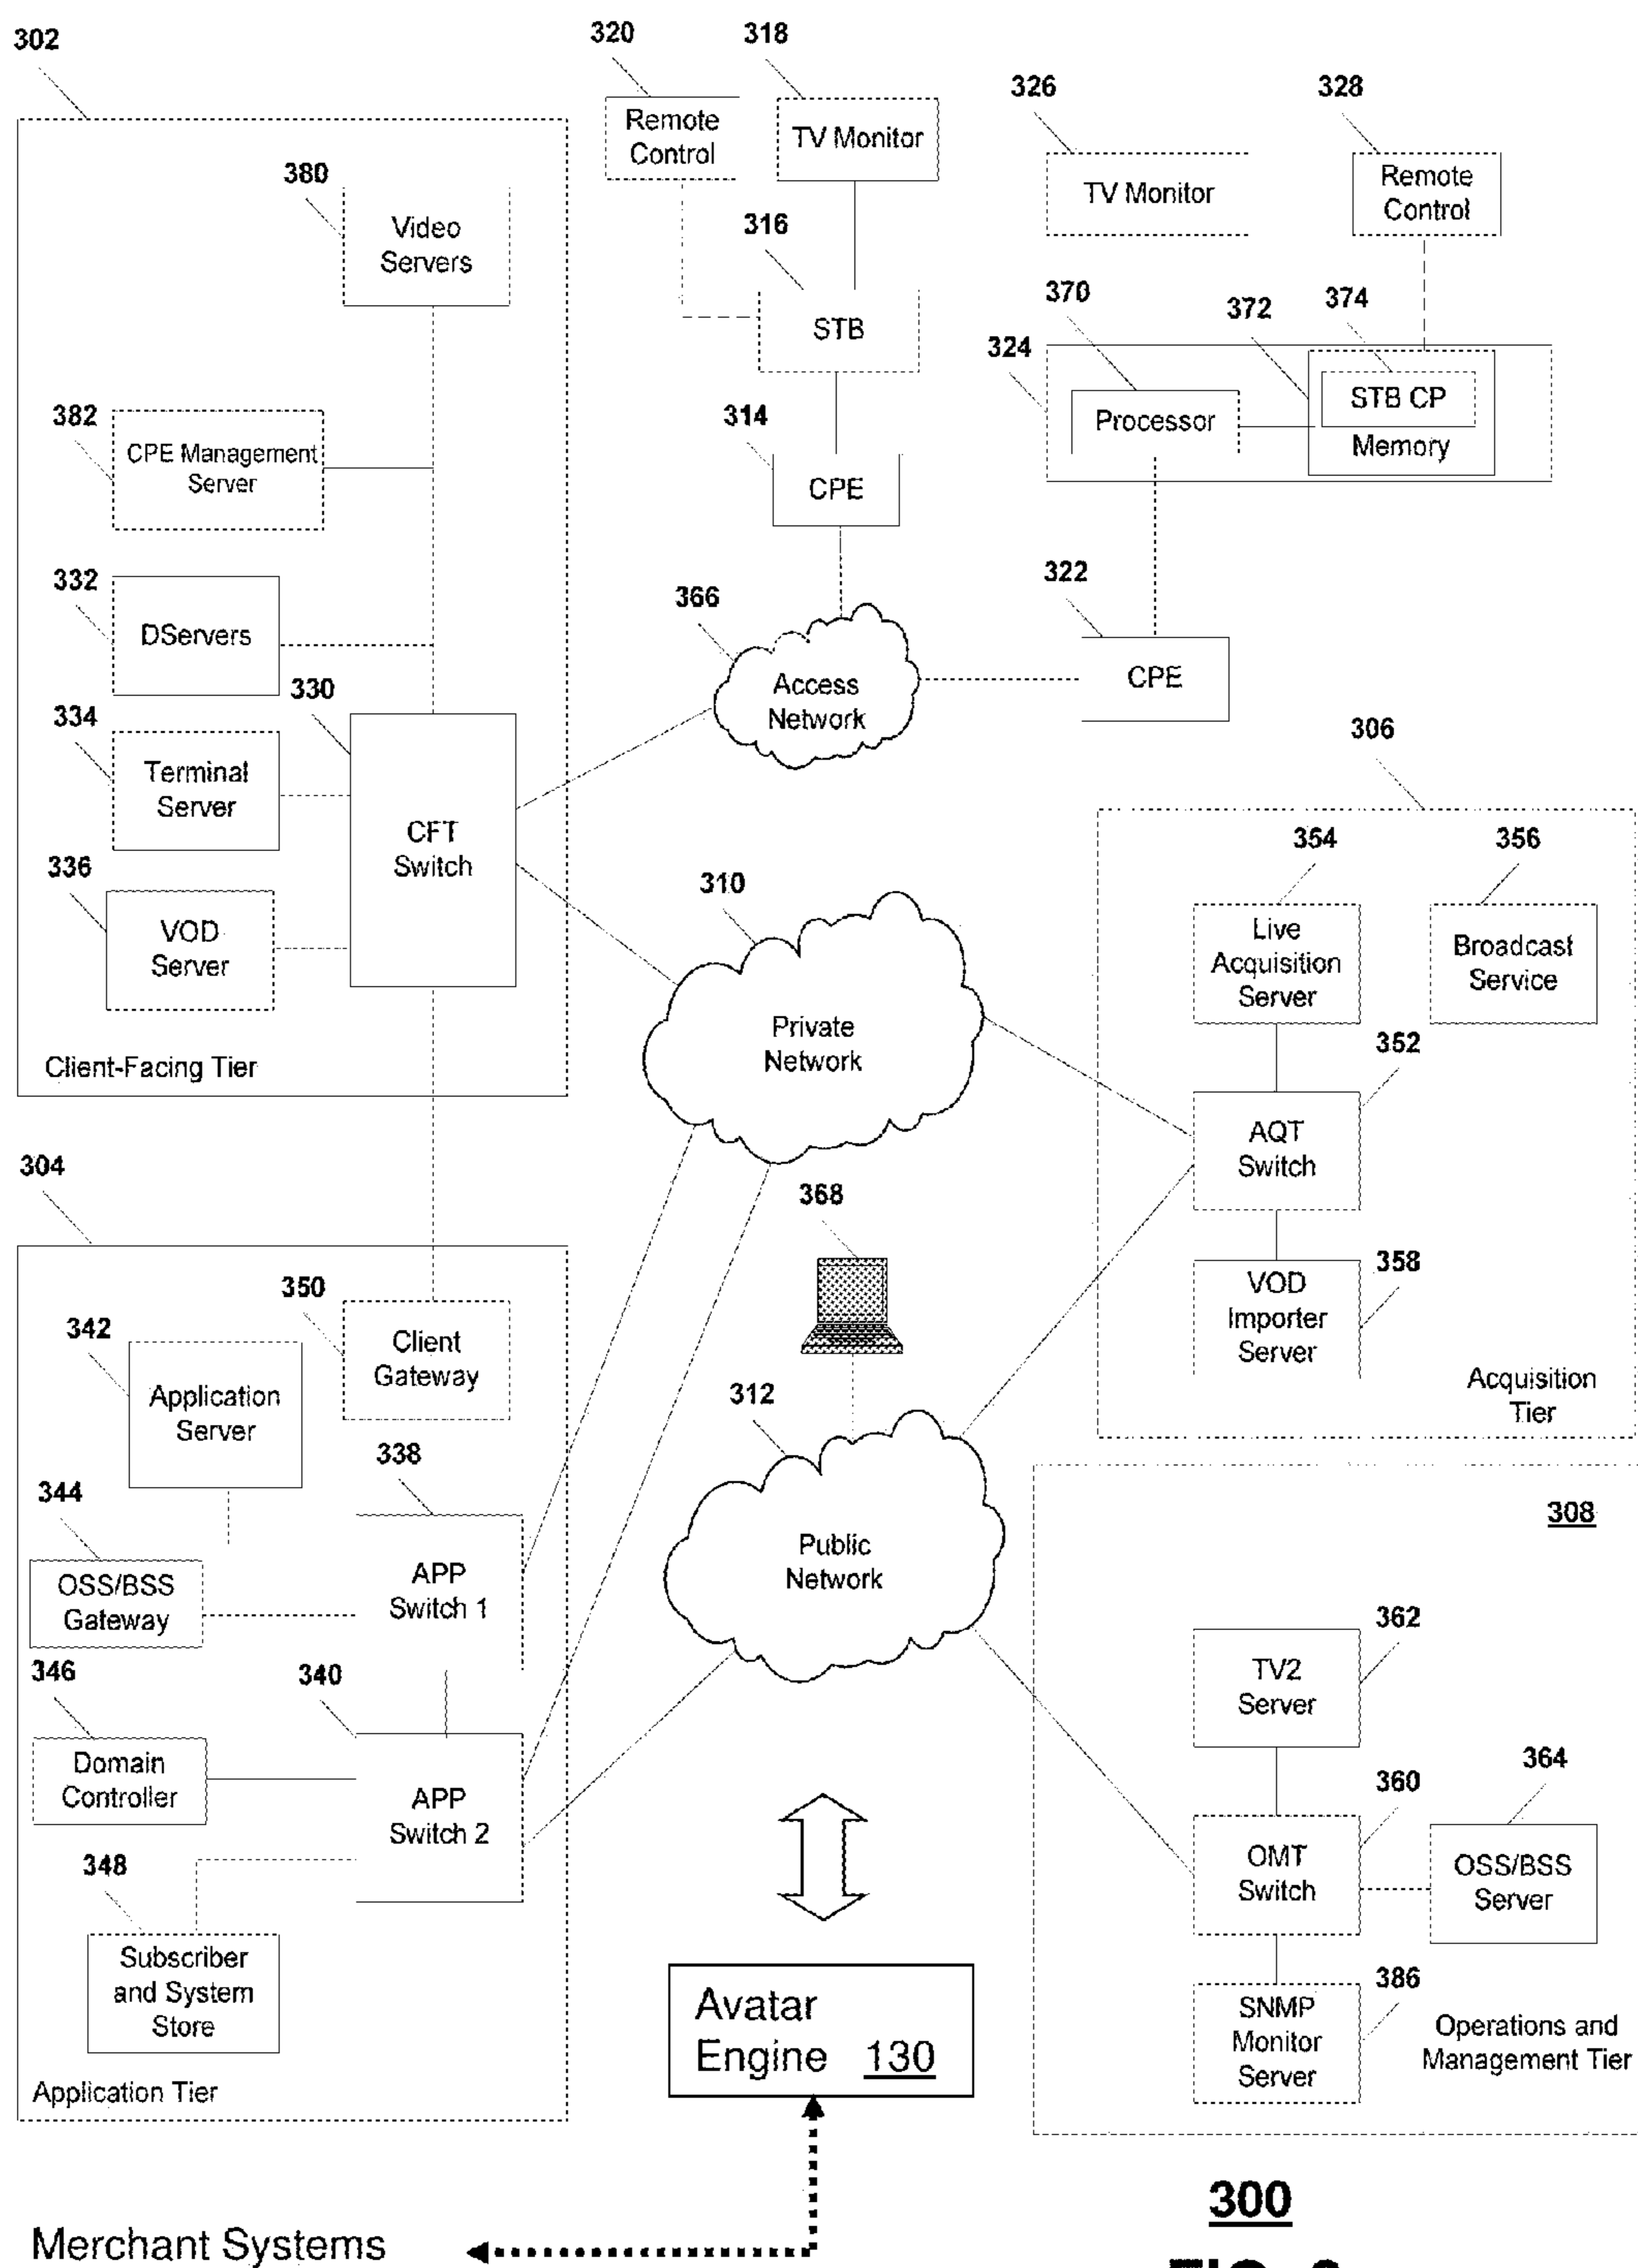 302
320
318
326
328
Remote
Control
TV Monitor
TV Monitor
Remote
Control
380
Video
Servers
316
STB
370
372
374
324
Processor
STB CP
Memory
382
CPE Management
Server
314
CPE
332
DServers
366
322
Access
Network
CPE
330
334
Terminal
Server
306
CFT
Switch
354
356
336
VOD
Server
310
Live
Acquisition
Server
Broadcast
Service
Private
Network
352
Client-Facing Tier
AQT
Switch
304
368
358
350
VOD
Importer
Server
342
Client
Gateway
Acquisition
Tier
Application
Server
312
338
344
308
OSS/BSS
Gateway
APP
Switch 1
Public
Network
362
346
340
TV2
Server
Domain
Controller
364
360
APP
Switch 2
348
OMT
Switch
OSS/BSS
Server
Subscriber
and System
Store
386
Avatar
Engine 130
SNMP
Monitor
Server
Operations and
Management Tier
Application Tier
300
Merchant Systems